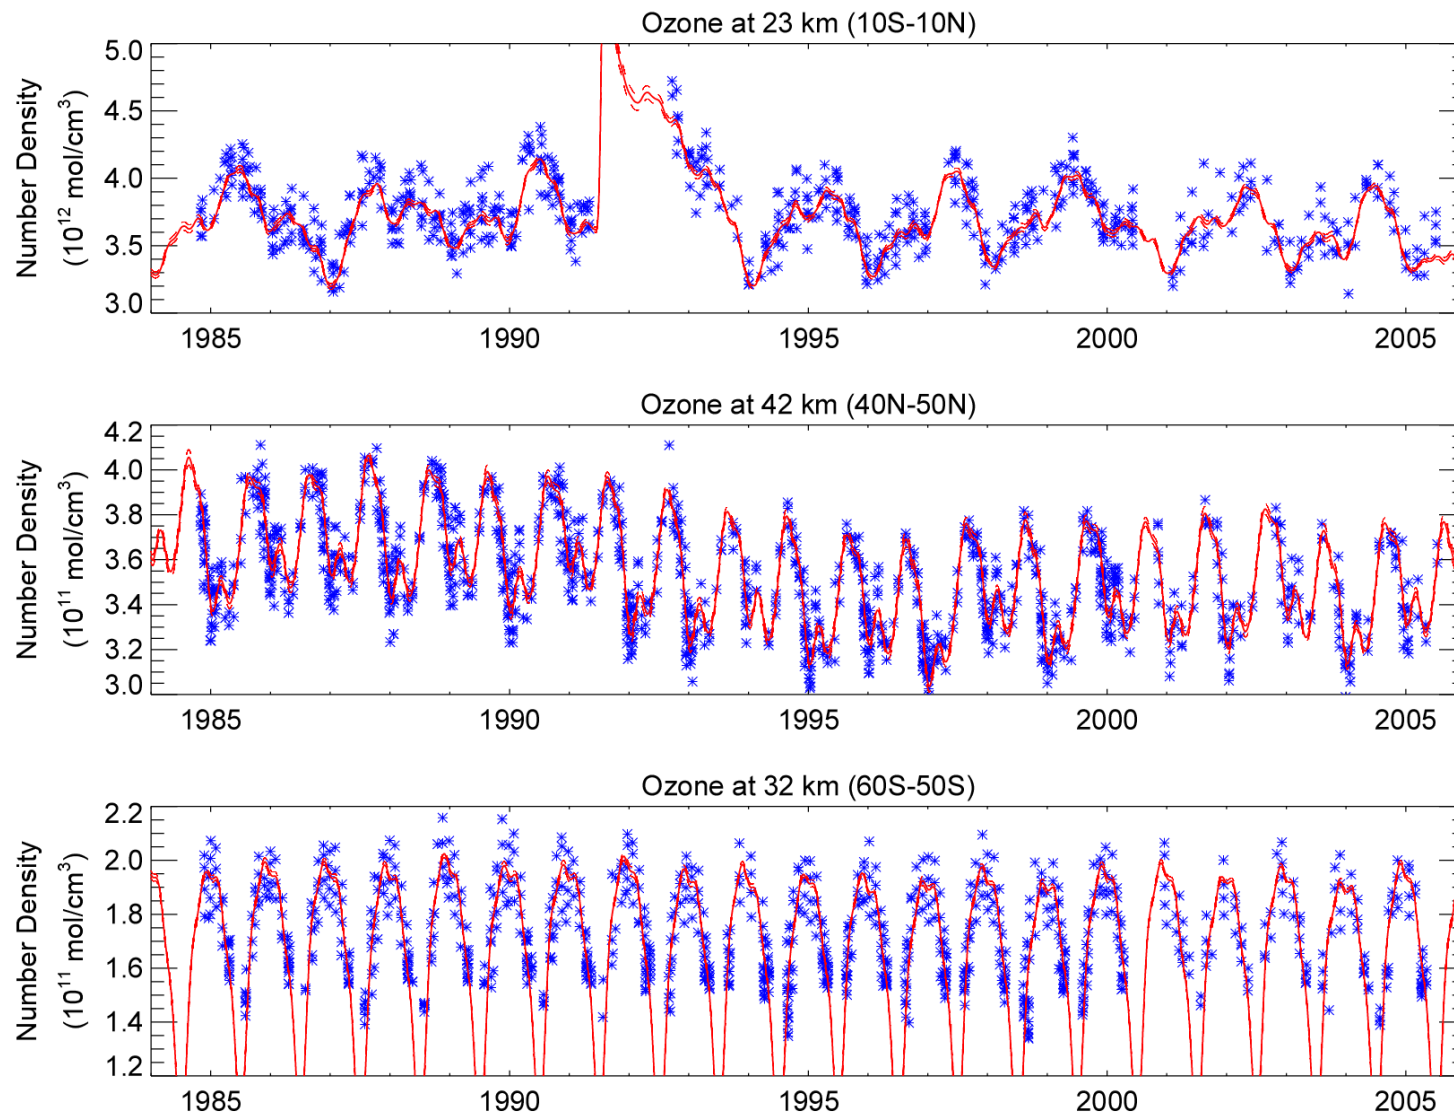 Ozone at 23 km (10S-10N)
Number Density
(10¹² mol/cm³)
5.0
4.5
4.0
3.5
3.0
1985 1990 1995 2000 2005
Ozone at 42 km (40N-50N)
Number Density
(10¹¹ mol/cm³)
4.2
4.0
3.8
3.6
3.4
3.2
3.0
1985 1990 1995 2000 2005
Ozone at 32 km (60S-50S)
Number Density
(10¹¹ mol/cm³)
2.2
2.0
1.8
1.6
1.4
1.2
1985 1990 1995 2000 2005